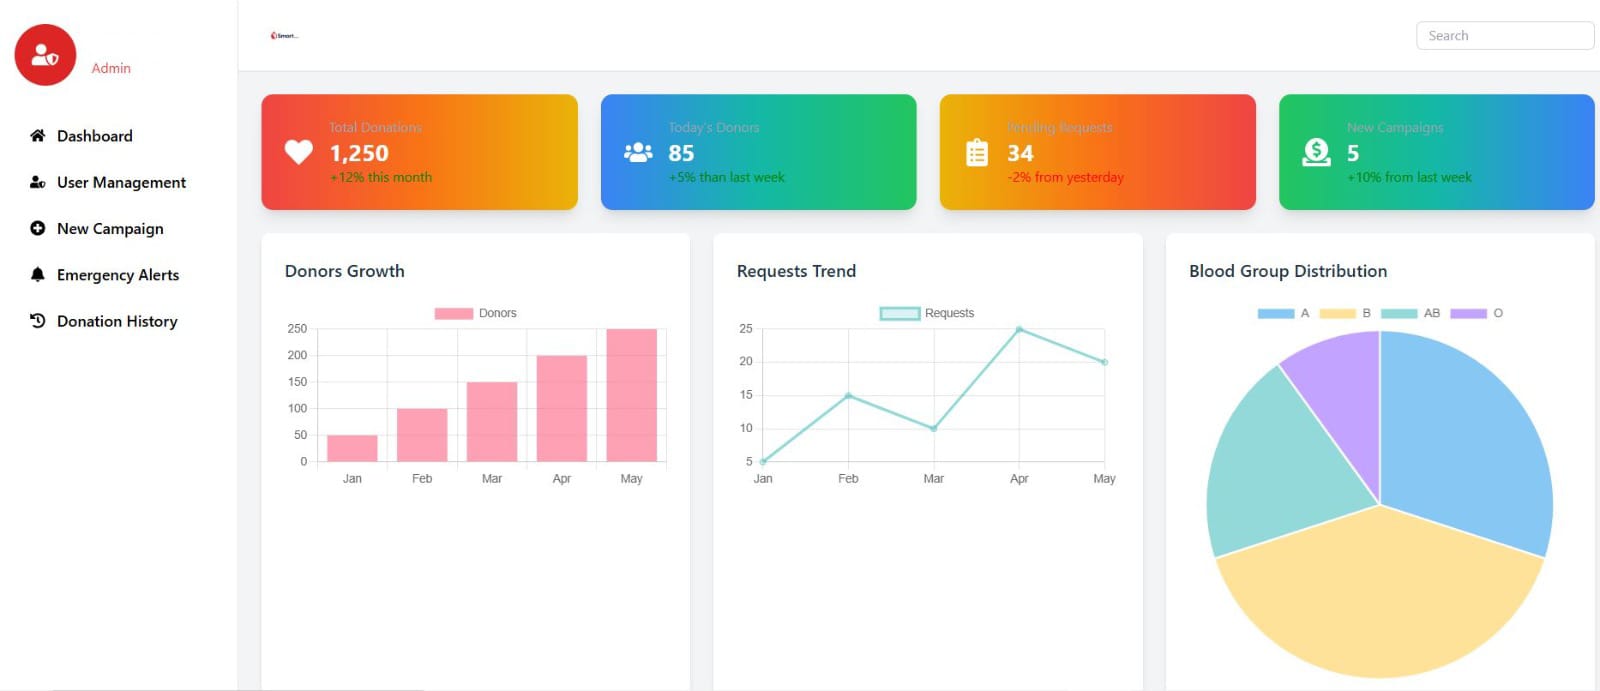 Admin
Dashboard
User Management
New Campaign
Emergency Alerts
Donation History
Smart...
Search
Total Donations
1,250
+12% this month
Today's Donors
85
+5% than last week
Pending Requests
34
-2% from yesterday
New Campaigns
5
+10% from last week
Donors Growth
Donors
250
200
150
100
50
0
Jan Feb Mar Apr May
Requests Trend
Requests
25
20
15
10
5
Jan Feb Mar Apr May
Blood Group Distribution
A B AB O